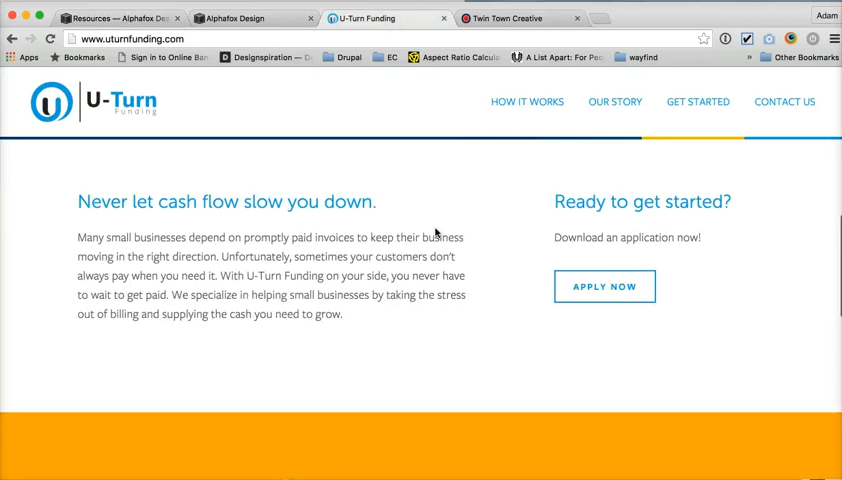 Resources — Alphafox Des
Alphafox Design
U-Turn Funding
Twin Town Creative
Adam
www.uturnfunding.com
Apps
Bookmarks
Sign in to Online Ban
Designspiration — De
Drupal
EC
Aspect Ratio Calcula
A List Apart: For Peo
wayfind
»
Other Bookmarks
U-Turn
Funding
HOW IT WORKS
OUR STORY
GET STARTED
CONTACT US
Never let cash flow slow you down.
Many small businesses depend on promptly paid invoices to keep their business
moving in the right direction. Unfortunately, sometimes your customers don't
always pay when you need it. With U-Turn Funding on your side, you never have
to wait to get paid. We specialize in helping small businesses by taking the stress
out of billing and supplying the cash you need to grow.
Ready to get started?
Download an application now!
APPLY NOW